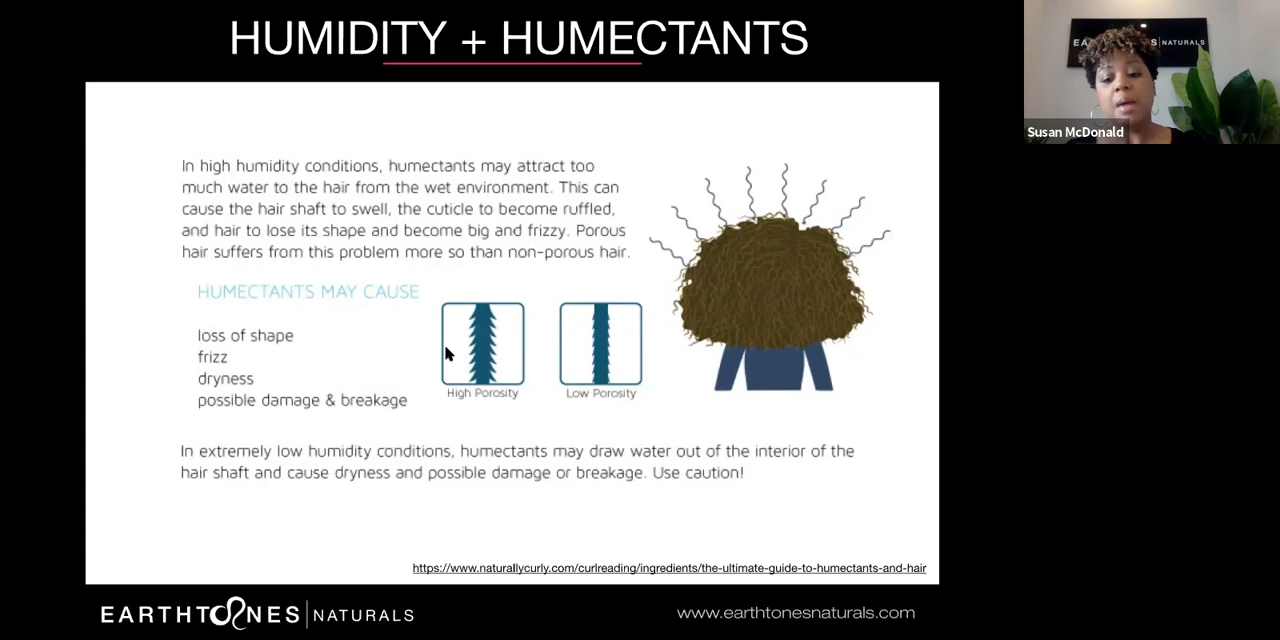 HUMIDITY + HUMECTANTS
In high humidity conditions, humectants may attract too
much water to the hair from the wet environment. This can
cause the hair shaft to swell, the cuticle to become ruffled,
and hair to lose its shape and become big and frizzy. Porous
hair suffers from this problem more so than non-porous hair.
HUMECTANTS MAY CAUSE
loss of shape
frizz
dryness
possible damage & breakage
High Porosity
Low Porosity
In extremely low humidity conditions, humectants may draw water out of the interior of the
hair shaft and cause dryness and possible damage or breakage. Use caution!
https://www.naturallycurly.com/curlreading/ingredients/the-ultimate-guide-to-humectants-and-hair
EARTHTONES NATURALS
www.earthtonesnaturals.com
NATURALS
Susan McDonald